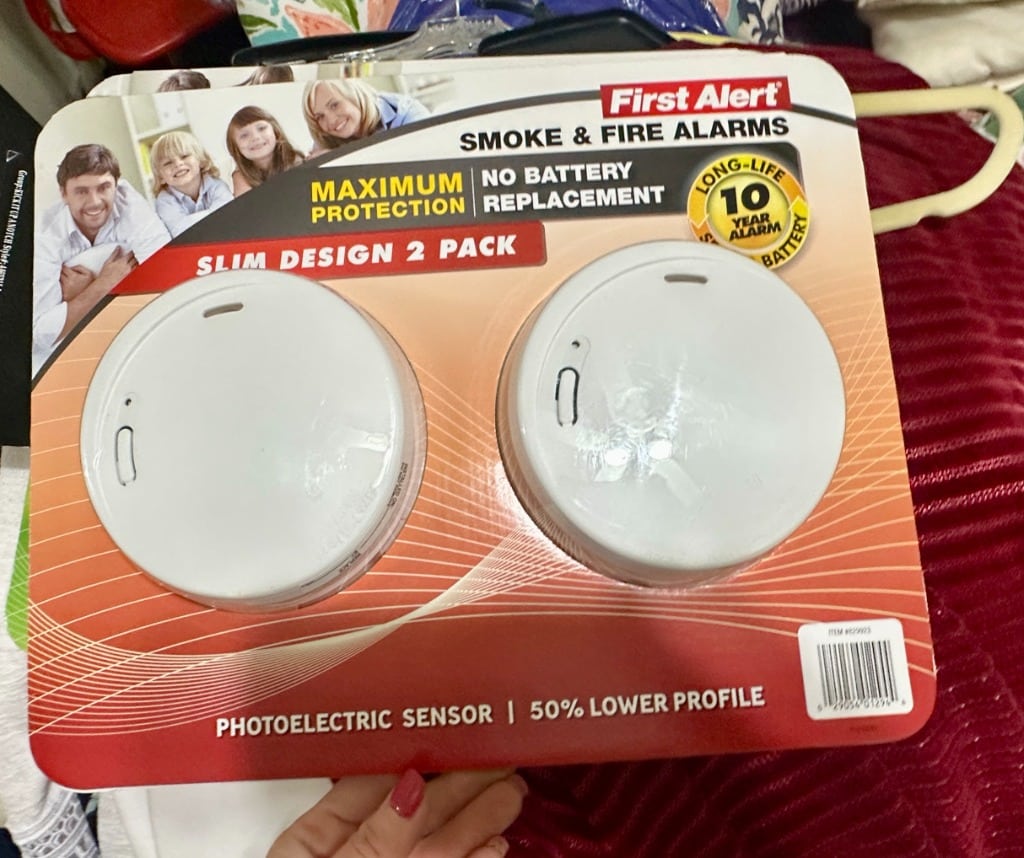 First Alert
SMOKE & FIRE ALARMS
MAXIMUM PROTECTION
NO BATTERY REPLACEMENT
LONG-LIFE
10
YEAR
ALARM
BATTERY
SLIM DESIGN 2 PACK
PHOTOELECTRIC SENSOR | 50% LOWER PROFILE